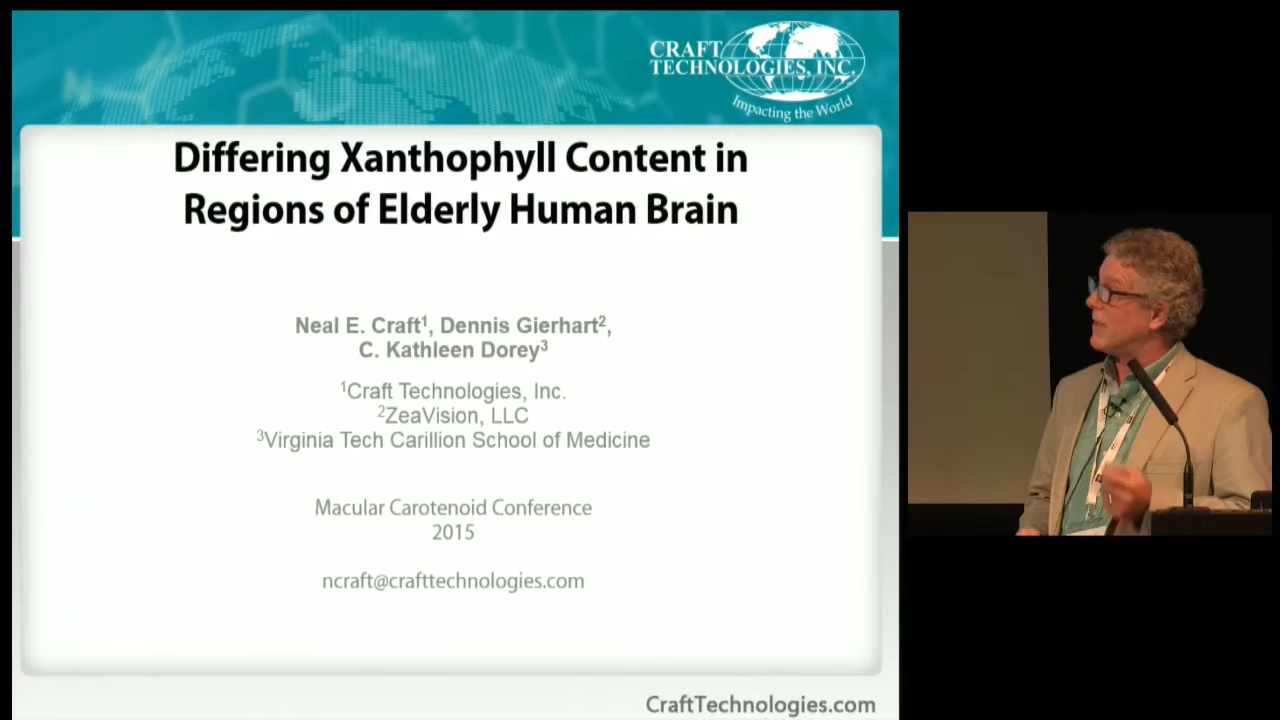 CRAFT
TECHNOLOGIES, INC.
Impacting the World
Differing Xanthophyll Content in
Regions of Elderly Human Brain
Neal E. Craft¹, Dennis Gierhart²,
C. Kathleen Dorey³
¹Craft Technologies, Inc.
²ZeaVision, LLC
³Virginia Tech Carillion School of Medicine
Macular Carotenoid Conference
2015
ncraft@crafttechnologies.com
CraftTechnologies.com